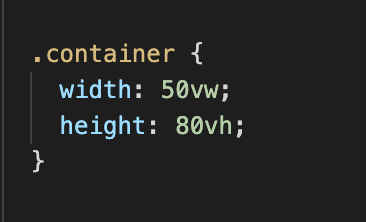 .container {
  width: 50vw;
  height: 80vh;
}